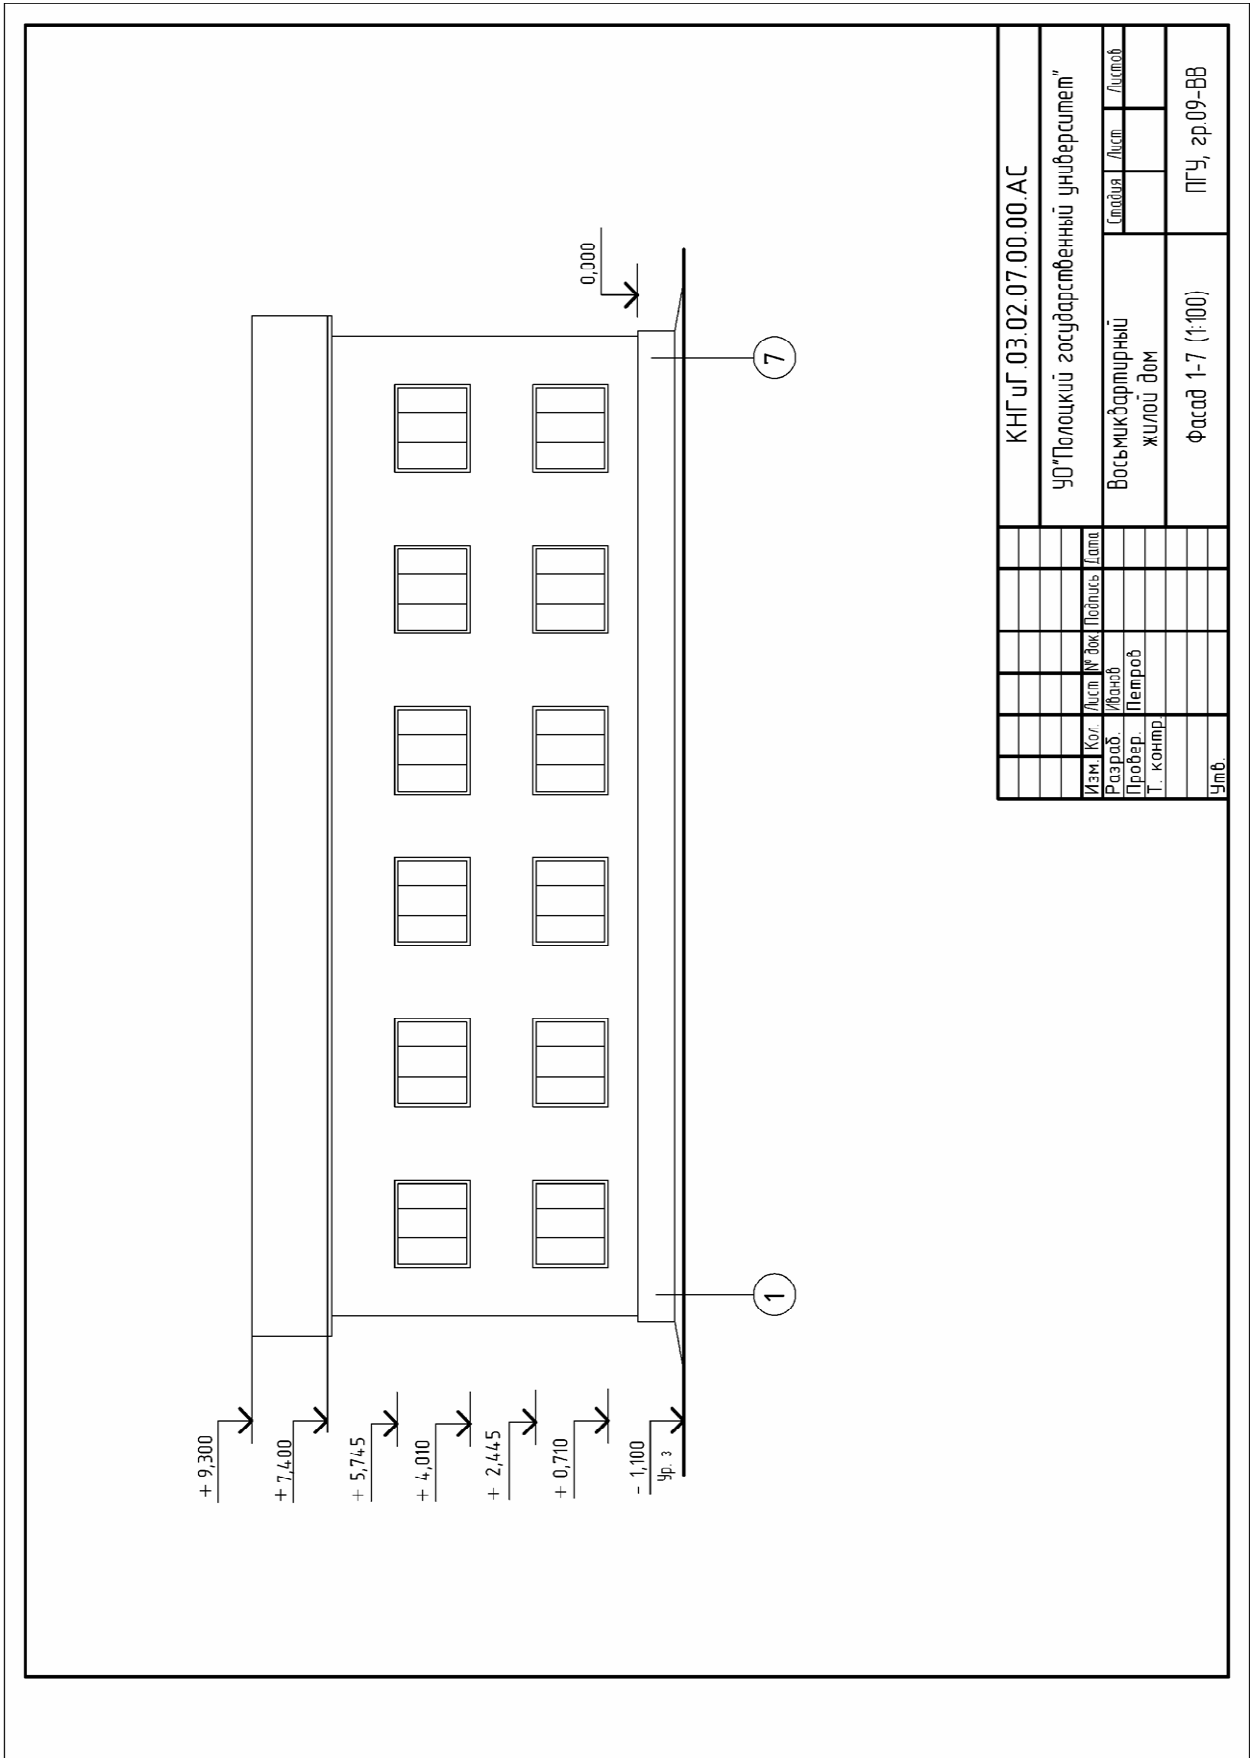 + 9,300
+ 7,400
+ 5,745
+ 4,010
+ 2,445
+ 0,710
- 1,100
Ур. з
0,000
1
7
КНГиГ.03.02.07.00.00.АС
УО"Полоцкий государственный университет"
Изм. Кол. Лист № док. Подпись Дата
Разраб. Иванов
Провер. Петров
Т. контр.
Утв.
Восьмиквартирный
жилой дом
Стадия Лист Листов
Фасад 1-7 (1:100)
ПГУ, гр.09-ВВ